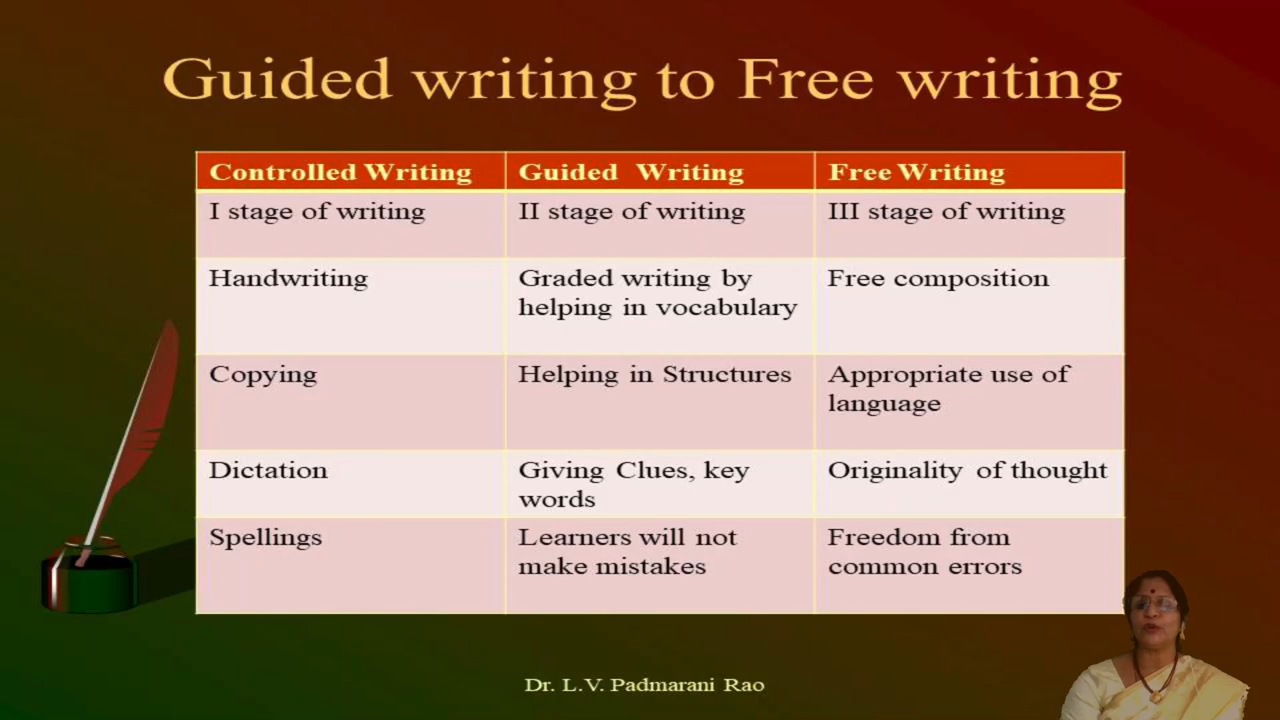 Guided writing to Free writing
Controlled Writing
Guided Writing
Free Writing
I stage of writing
II stage of writing
III stage of writing
Handwriting
Graded writing by
helping in vocabulary
Free composition
Copying
Helping in Structures
Appropriate use of
language
Dictation
Giving Clues, key
words
Originality of thought
Spellings
Learners will not
make mistakes
Freedom from
common errors
Dr. L.V. Padmarani Rao